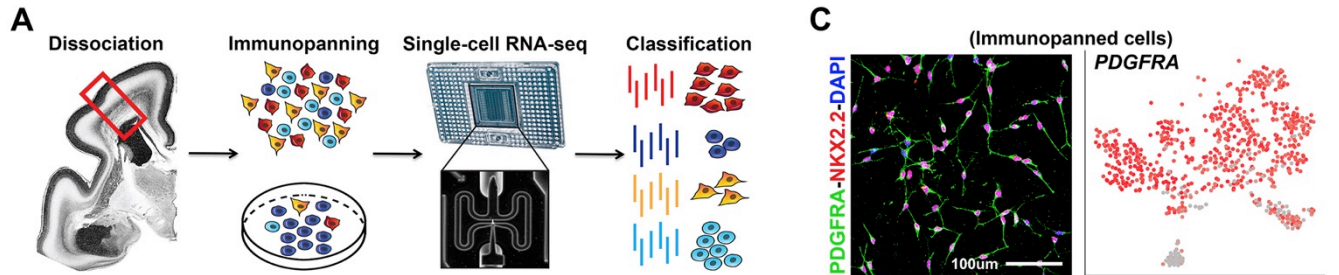 A
Dissociation
Immunopanning
Single-cell RNA-seq
Classification
C
(Immunopanned cells)
PDGFRA-NKX2.2-DAPI
100um
PDGFRA